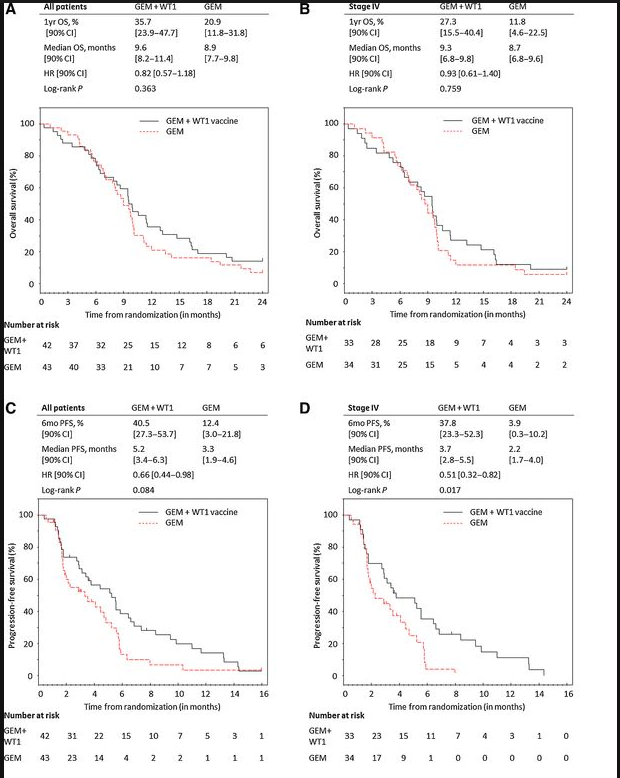 A
All patients GEM + WT1 GEM
1yr OS, % 35.7 20.9
[90% CI] [23.9–47.7] [11.8–31.8]
Median OS, months 9.6 8.9
[90% CI] [8.2–11.4] [7.7–9.8]
HR [90% CI] 0.82 [0.57–1.18]
Log-rank P 0.363
GEM + WT1 vaccine
GEM
Overall survival (%)
100
80
60
40
20
0
0 3 6 9 12 15 18 21 24
Time from randomization (in months)
Number at risk
GEM+
WT1 42 37 32 25 15 12 8 6 6
GEM 43 40 33 21 10 7 7 5 3
B
Stage IV GEM + WT1 GEM
1yr OS, % 27.3 11.8
[90% CI] [15.5–40.4] [4.6–22.5]
Median OS, months 9.3 8.7
[90% CI] [6.8–9.8] [6.8–9.6]
HR [90% CI] 0.93 [0.61–1.40]
Log-rank P 0.759
GEM + WT1 vaccine
GEM
Overall survival (%)
100
80
60
40
20
0
0 3 6 9 12 15 18 21 24
Time from randomization (in months)
Number at risk
GEM+
WT1 33 28 25 18 9 7 4 3 3
GEM 34 31 25 15 5 4 4 2 2
C
All patients GEM + WT1 GEM
6mo PFS, % 40.5 12.4
[90% CI] [27.3–53.7] [3.0–21.8]
Median PFS, months 5.2 3.3
[90% CI] [3.4–6.3] [1.9–4.6]
HR [90% CI] 0.66 [0.44–0.98]
Log-rank P 0.084
GEM + WT1 vaccine
GEM
Progression-free survival (%)
100
80
60
40
20
0
0 2 4 6 8 10 12 14 16
Time from randomization (in months)
Number at risk
GEM+
WT1 42 31 22 15 10 7 5 3 1
GEM 43 23 14 4 2 2 1 1 1
D
Stage IV GEM + WT1 GEM
6mo PFS, % 37.8 3.9
[90% CI] [23.3–52.3] [0.3–10.2]
Median PFS, months 3.7 2.2
[90% CI] [2.8–5.5] [1.7–4.0]
HR [90% CI] 0.51 [0.32–0.82]
Log-rank P 0.017
GEM + WT1 vaccine
GEM
Progression-free survival (%)
100
80
60
40
20
0
0 2 4 6 8 10 12 14 16
Time from randomization (in months)
Number at risk
GEM+
WT1 33 23 15 11 7 4 3 1 0
GEM 34 17 9 1 0 0 0 0 0